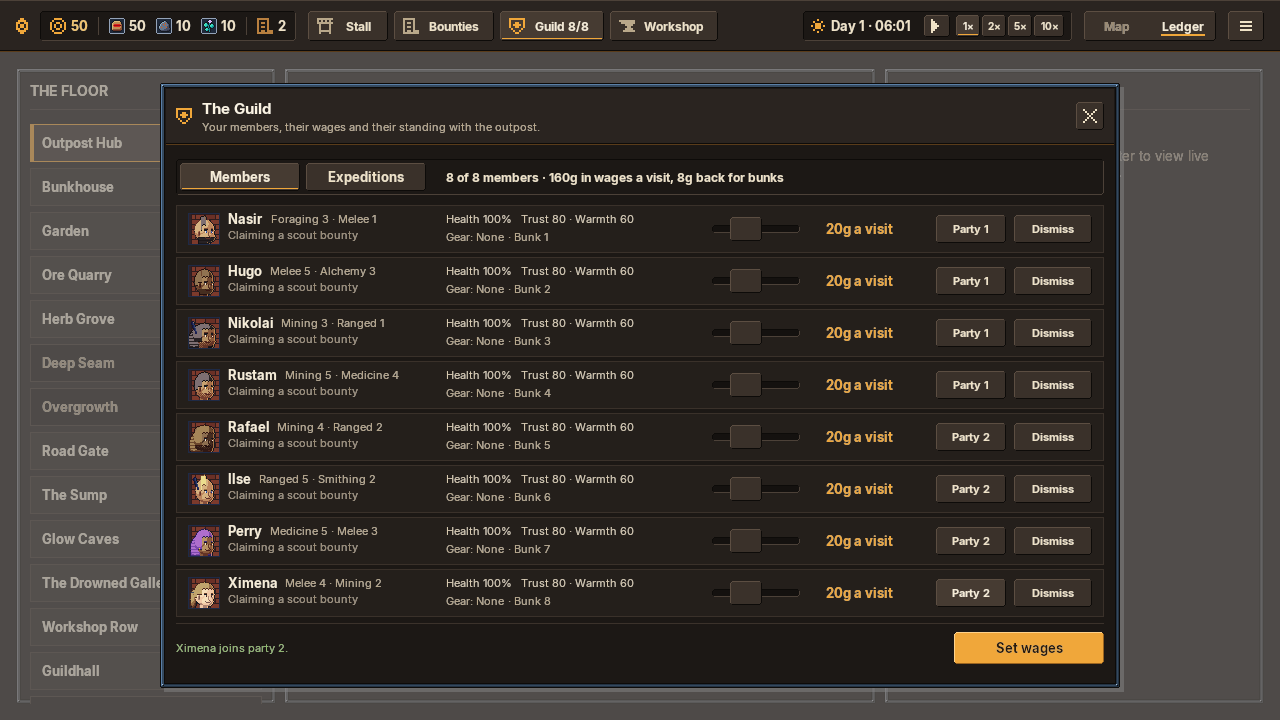 50 50 10 10 2 Stall Bounties Guild 8/8 Workshop Day 1 · 06:01 1× 2× 5× 10× Map Ledger
THE FLOOR
Outpost Hub
Bunkhouse
Garden
Ore Quarry
Herb Grove
Deep Seam
Overgrowth
Road Gate
The Sump
Glow Caves
The Drowned Galle
Workshop Row
Guildhall
The Guild
Your members, their wages and their standing with the outpost.
Members Expeditions 8 of 8 members · 160g in wages a visit, 8g back for bunks
Nasir Foraging 3 · Melee 1 Health 100% Trust 80 · Warmth 60
Claiming a scout bounty Gear: None · Bunk 1 20g a visit Party 1 Dismiss
Hugo Melee 5 · Alchemy 3 Health 100% Trust 80 · Warmth 60
Claiming a scout bounty Gear: None · Bunk 2 20g a visit Party 1 Dismiss
Nikolai Mining 3 · Ranged 1 Health 100% Trust 80 · Warmth 60
Claiming a scout bounty Gear: None · Bunk 3 20g a visit Party 1 Dismiss
Rustam Mining 5 · Medicine 4 Health 100% Trust 80 · Warmth 60
Claiming a scout bounty Gear: None · Bunk 4 20g a visit Party 1 Dismiss
Rafael Mining 4 · Ranged 2 Health 100% Trust 80 · Warmth 60
Claiming a scout bounty Gear: None · Bunk 5 20g a visit Party 2 Dismiss
Ilse Ranged 5 · Smithing 2 Health 100% Trust 80 · Warmth 60
Claiming a scout bounty Gear: None · Bunk 6 20g a visit Party 2 Dismiss
Perry Medicine 5 · Melee 3 Health 100% Trust 80 · Warmth 60
Claiming a scout bounty Gear: None · Bunk 7 20g a visit Party 2 Dismiss
Ximena Melee 4 · Mining 2 Health 100% Trust 80 · Warmth 60
Claiming a scout bounty Gear: None · Bunk 8 20g a visit Party 2 Dismiss
Ximena joins party 2. Set wages
er to view live